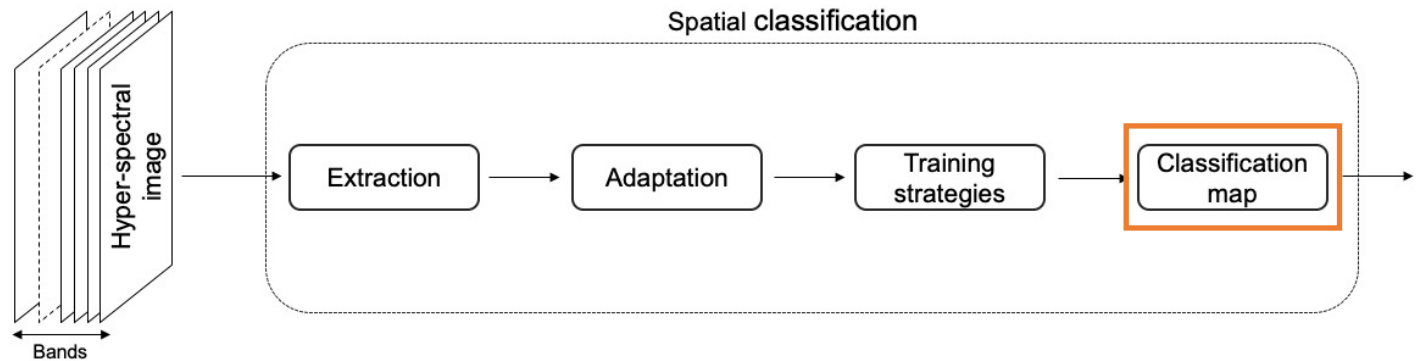 Spatial classification
Hyper-spectral
image
Extraction
Adaptation
Training
strategies
Classification
map
Bands